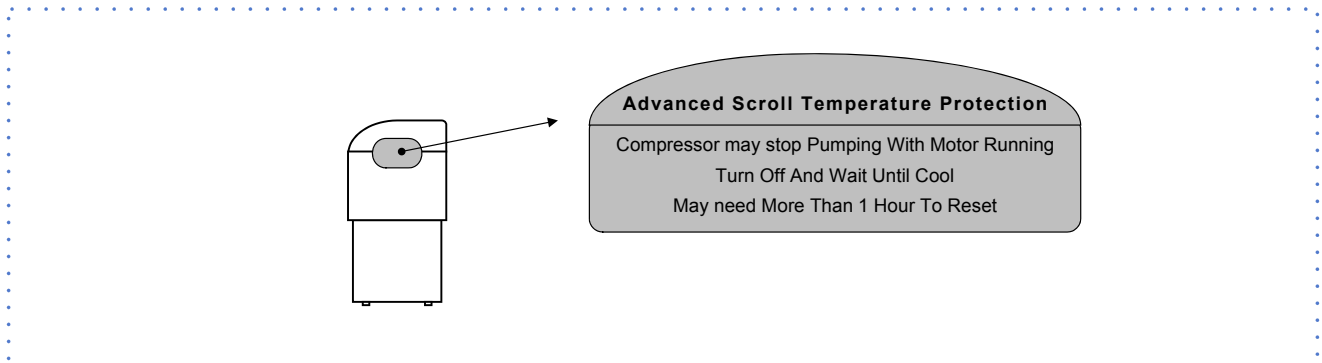 Advanced Scroll Temperature Protection
Compressor may stop Pumping With Motor Running
Turn Off And Wait Until Cool
May need More Than 1 Hour To Reset